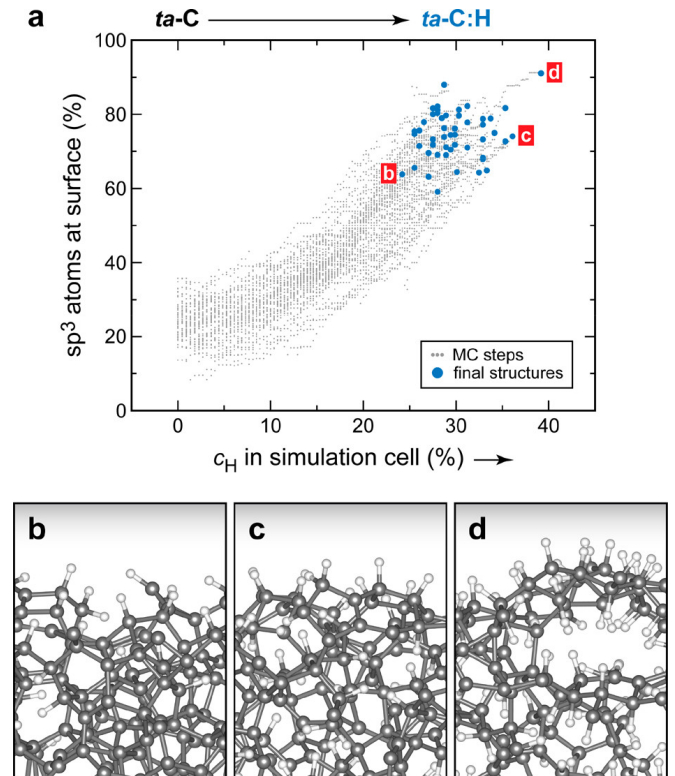 a
ta-C ta-C:H
100
80
60
40
20
0
sp³ atoms at surface (%)
d
c
b
MC steps
final structures
0 10 20 30 40
cH in simulation cell (%)
b c d